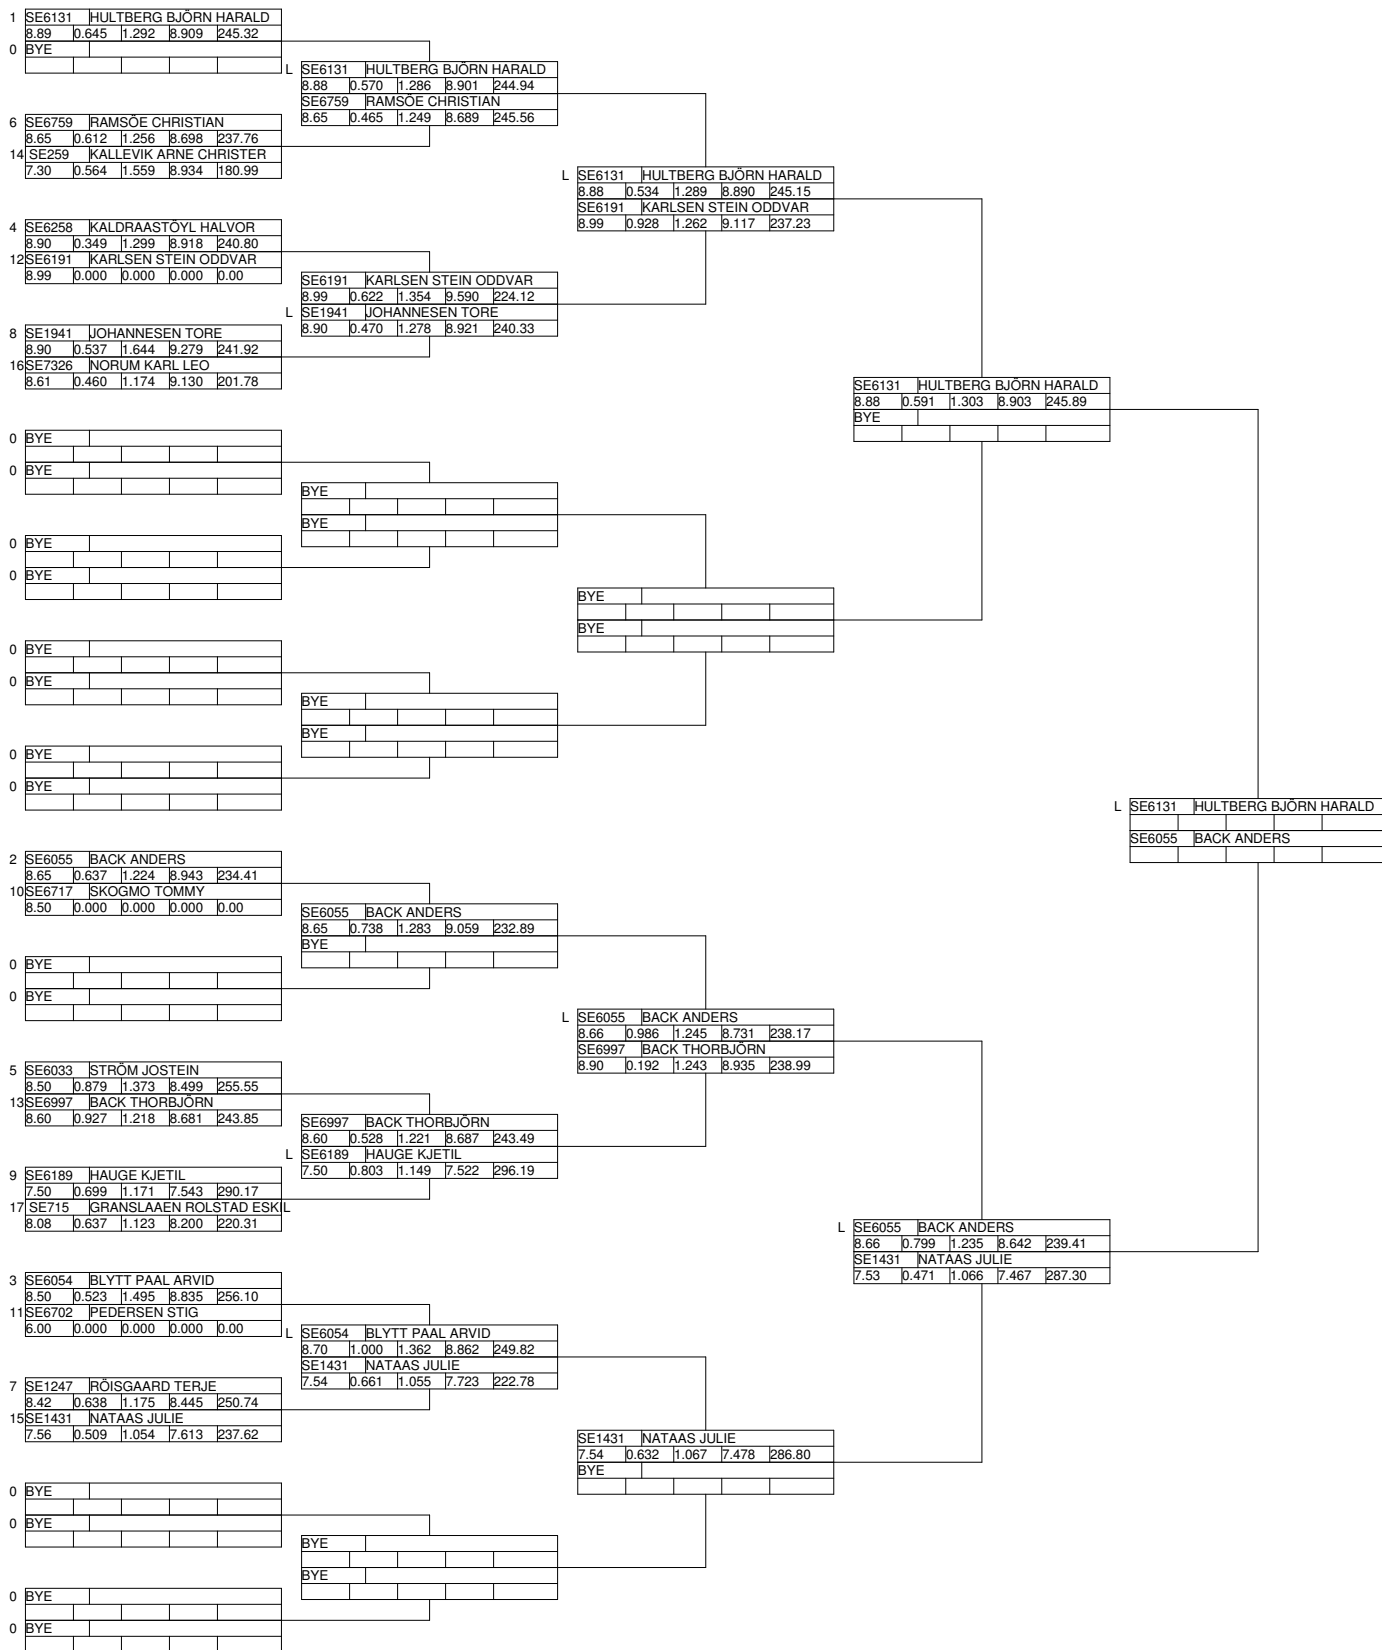 1 SE6131 HULTBERG BJÖRN HARALD
8.89 0.645 1.292 8.909 245.32
0 BYE
6 SE6759 RAMSÖE CHRISTIAN
8.65 0.612 1.256 8.698 237.76
14 SE259 KALLEVIK ARNE CHRISTER
7.30 0.564 1.559 8.934 180.99
4 SE6258 KALDRAASTÖYL HALVOR
8.90 0.349 1.299 8.918 240.80
12 SE6191 KARLSEN STEIN ODDVAR
8.99 0.000 0.000 0.000 0.00
8 SE1941 JOHANNESEN TORE
8.90 0.537 1.644 9.279 241.92
16 SE7326 NORUM KARL LEO
8.61 0.460 1.174 9.130 201.78
0 BYE
0 BYE
0 BYE
0 BYE
0 BYE
0 BYE
0 BYE
0 BYE
2 SE6055 BACK ANDERS
8.65 0.637 1.224 8.943 234.41
10 SE6717 SKOGMO TOMMY
8.50 0.000 0.000 0.000 0.00
0 BYE
0 BYE
5 SE6033 STRÖM JOSTEIN
8.50 0.879 1.373 8.499 255.55
13 SE6997 BACK THORBJÖRN
8.60 0.927 1.218 8.681 243.85
9 SE6189 HAUGE KJETIL
7.50 0.699 1.171 7.543 290.17
17 SE715 GRANSLAAEN ROLSTAD ESKIL
8.08 0.637 1.123 8.200 220.31
3 SE6054 BLYTT PAAL ARVID
8.50 0.523 1.495 8.835 256.10
11 SE6702 PEDERSEN STIG
6.00 0.000 0.000 0.000 0.00
7 SE1247 RÖISGAARD TERJE
8.42 0.638 1.175 8.445 250.74
15 SE1431 NATAAS JULIE
7.56 0.509 1.054 7.613 237.62
0 BYE
0 BYE
0 BYE
0 BYE
L SE6131 HULTBERG BJÖRN HARALD
8.88 0.570 1.286 8.901 244.94
SE6759 RAMSÖE CHRISTIAN
8.65 0.465 1.249 8.689 245.56
SE6191 KARLSEN STEIN ODDVAR
8.99 0.622 1.354 9.590 224.12
L SE1941 JOHANNESEN TORE
8.90 0.470 1.278 8.921 240.33
BYE
BYE
BYE
BYE
SE6055 BACK ANDERS
8.65 0.738 1.283 9.059 232.89
BYE
SE6997 BACK THORBJÖRN
8.60 0.528 1.221 8.687 243.49
L SE6189 HAUGE KJETIL
7.50 0.803 1.149 7.522 296.19
L SE6054 BLYTT PAAL ARVID
8.70 1.000 1.362 8.862 249.82
SE1431 NATAAS JULIE
7.54 0.661 1.055 7.723 222.78
BYE
BYE
L SE6131 HULTBERG BJÖRN HARALD
8.88 0.534 1.289 8.890 245.15
SE6191 KARLSEN STEIN ODDVAR
8.99 0.928 1.262 9.117 237.23
BYE
BYE
L SE6055 BACK ANDERS
8.66 0.986 1.245 8.731 238.17
SE6997 BACK THORBJÖRN
8.90 0.192 1.243 8.935 238.99
SE1431 NATAAS JULIE
7.54 0.632 1.067 7.478 286.80
BYE
SE6131 HULTBERG BJÖRN HARALD
8.88 0.591 1.303 8.903 245.89
BYE
L SE6055 BACK ANDERS
8.66 0.799 1.235 8.642 239.41
SE1431 NATAAS JULIE
7.53 0.471 1.066 7.467 287.30
L SE6131 HULTBERG BJÖRN HARALD
SE6055 BACK ANDERS